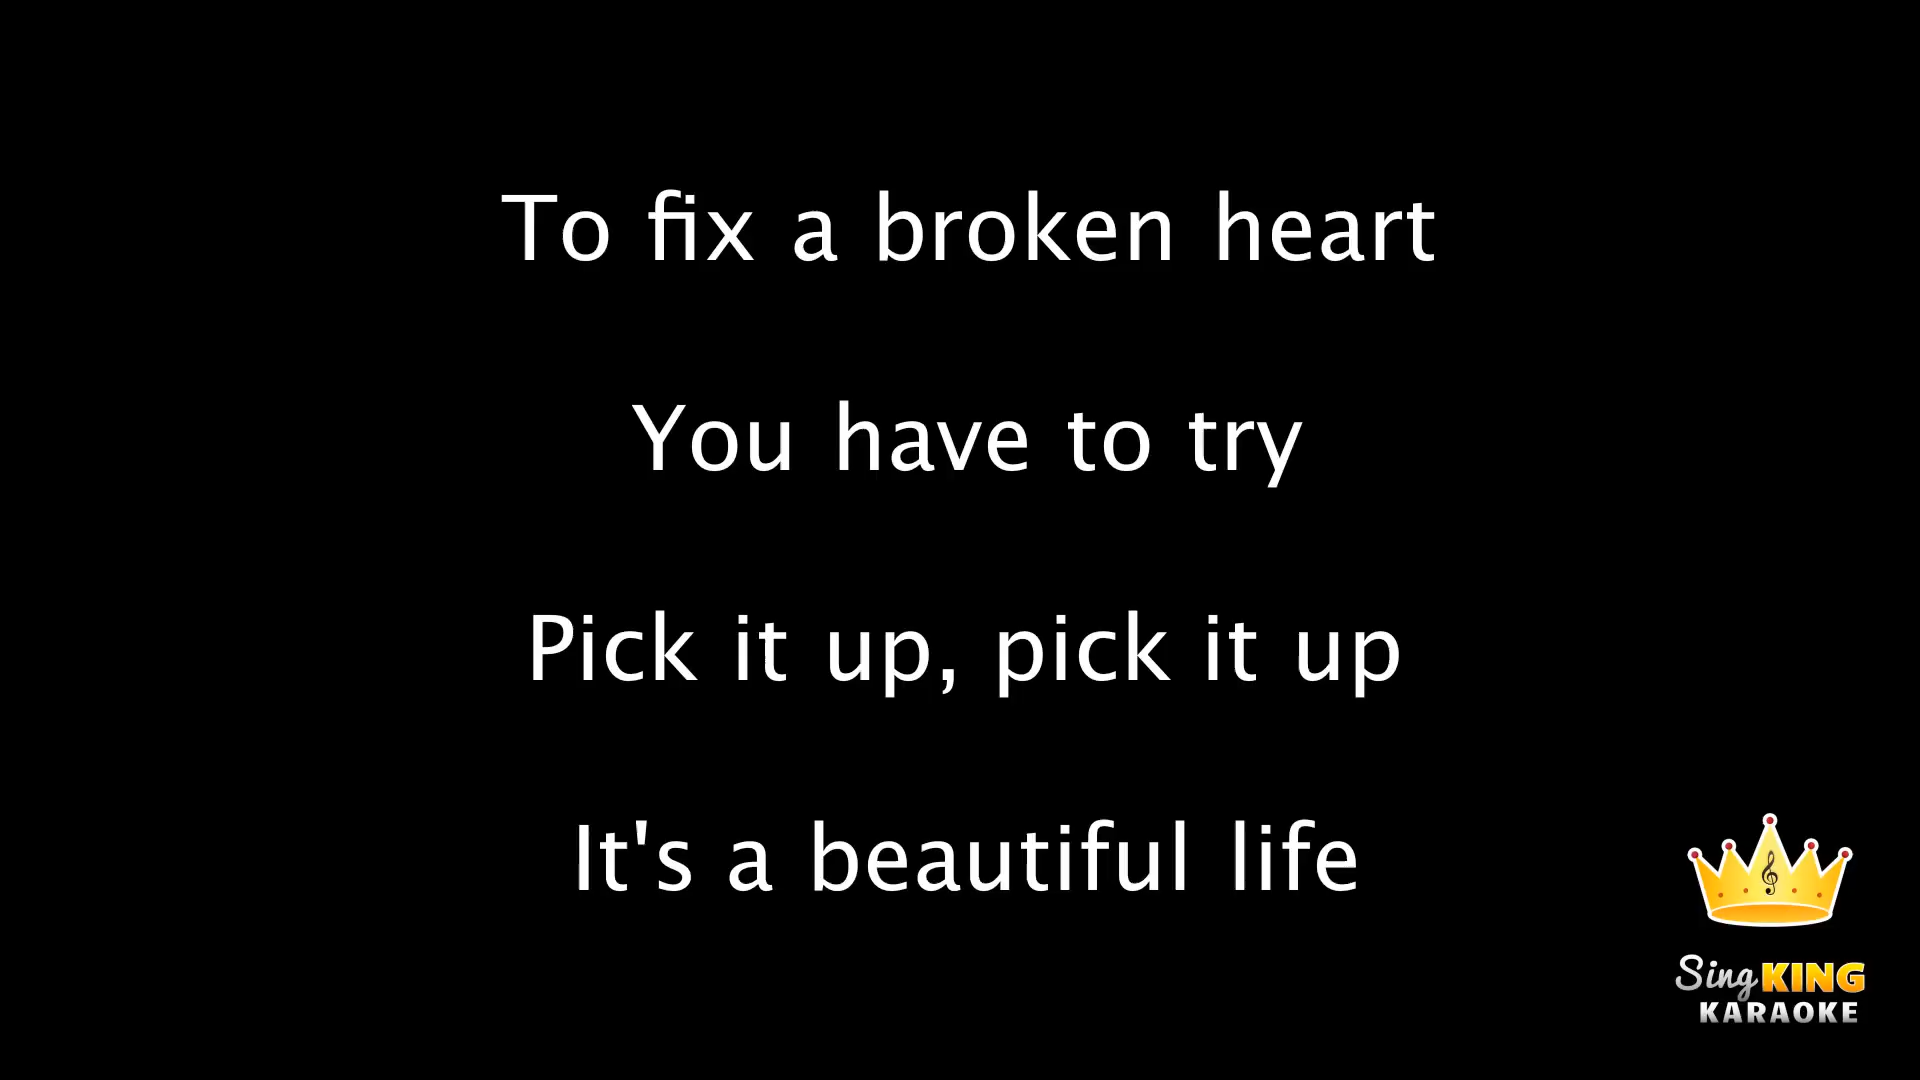 To fix a broken heart
You have to try
Pick it up, pick it up
It's a beautiful life
Sing KING
KARAOKE